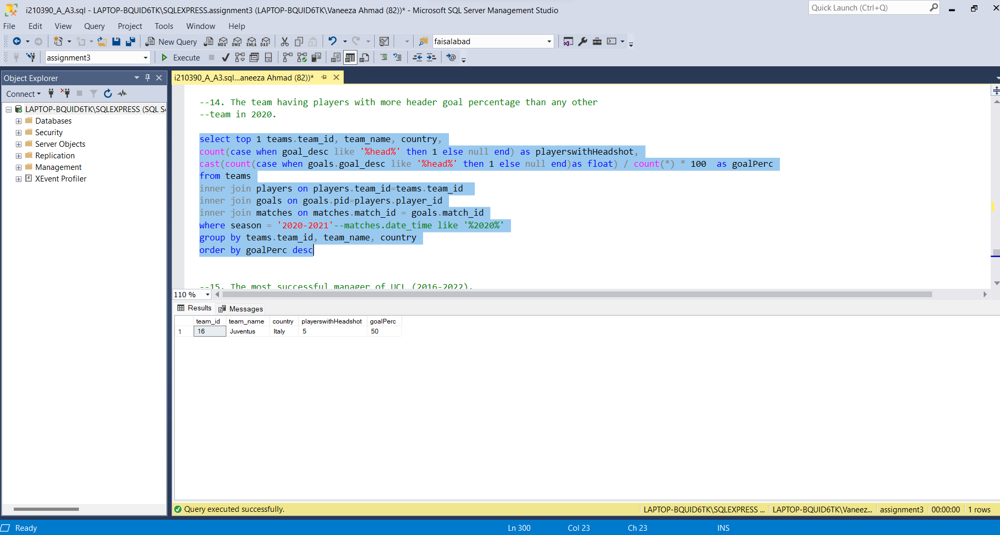 i210390_A_A3.sql - LAPTOP-BQUID6TK\SQLEXPRESS.assignment3 (LAPTOP-BQUID6TK\Vaneeza Ahmad (82))* - Microsoft SQL Server Management Studio
Quick Launch (Ctrl+Q)
File Edit View Query Project Tools Window Help
New Query MDX DMX XMLA DAX faisalabad
assignment3 Execute
Object Explorer
Connect
LAPTOP-BQUID6TK\SQLEXPRESS (SQL S
Databases
Security
Server Objects
Replication
Management
XEvent Profiler
i210390_A_A3.sql...aneeza Ahmad (82))*
--14. The team having players with more header goal percentage than any other
--team in 2020.
select top 1 teams.team_id, team_name, country,
count(case when goal_desc like '%head%' then 1 else null end) as playerswithHeadshot,
cast(count(case when goals.goal_desc like '%head%' then 1 else null end)as float) / count(*) * 100  as goalPerc
from teams
inner join players on players.team_id=teams.team_id
inner join goals on goals.pid=players.player_id
inner join matches on matches.match_id = goals.match_id
where season = '2020-2021'--matches.date_time like '%2020%'
group by teams.team_id, team_name, country
order by goalPerc desc
--15. The most successful manager of UCL (2016-2022).
110 %
Results Messages
team_id team_name country playerswithHeadshot goalPerc
1 16 Juventus Italy 5 50
Query executed successfully. LAPTOP-BQUID6TK\SQLEXPRESS ... LAPTOP-BQUID6TK\Vaneez... assignment3 00:00:00 1 rows
Ready Ln 300 Col 23 Ch 23 INS